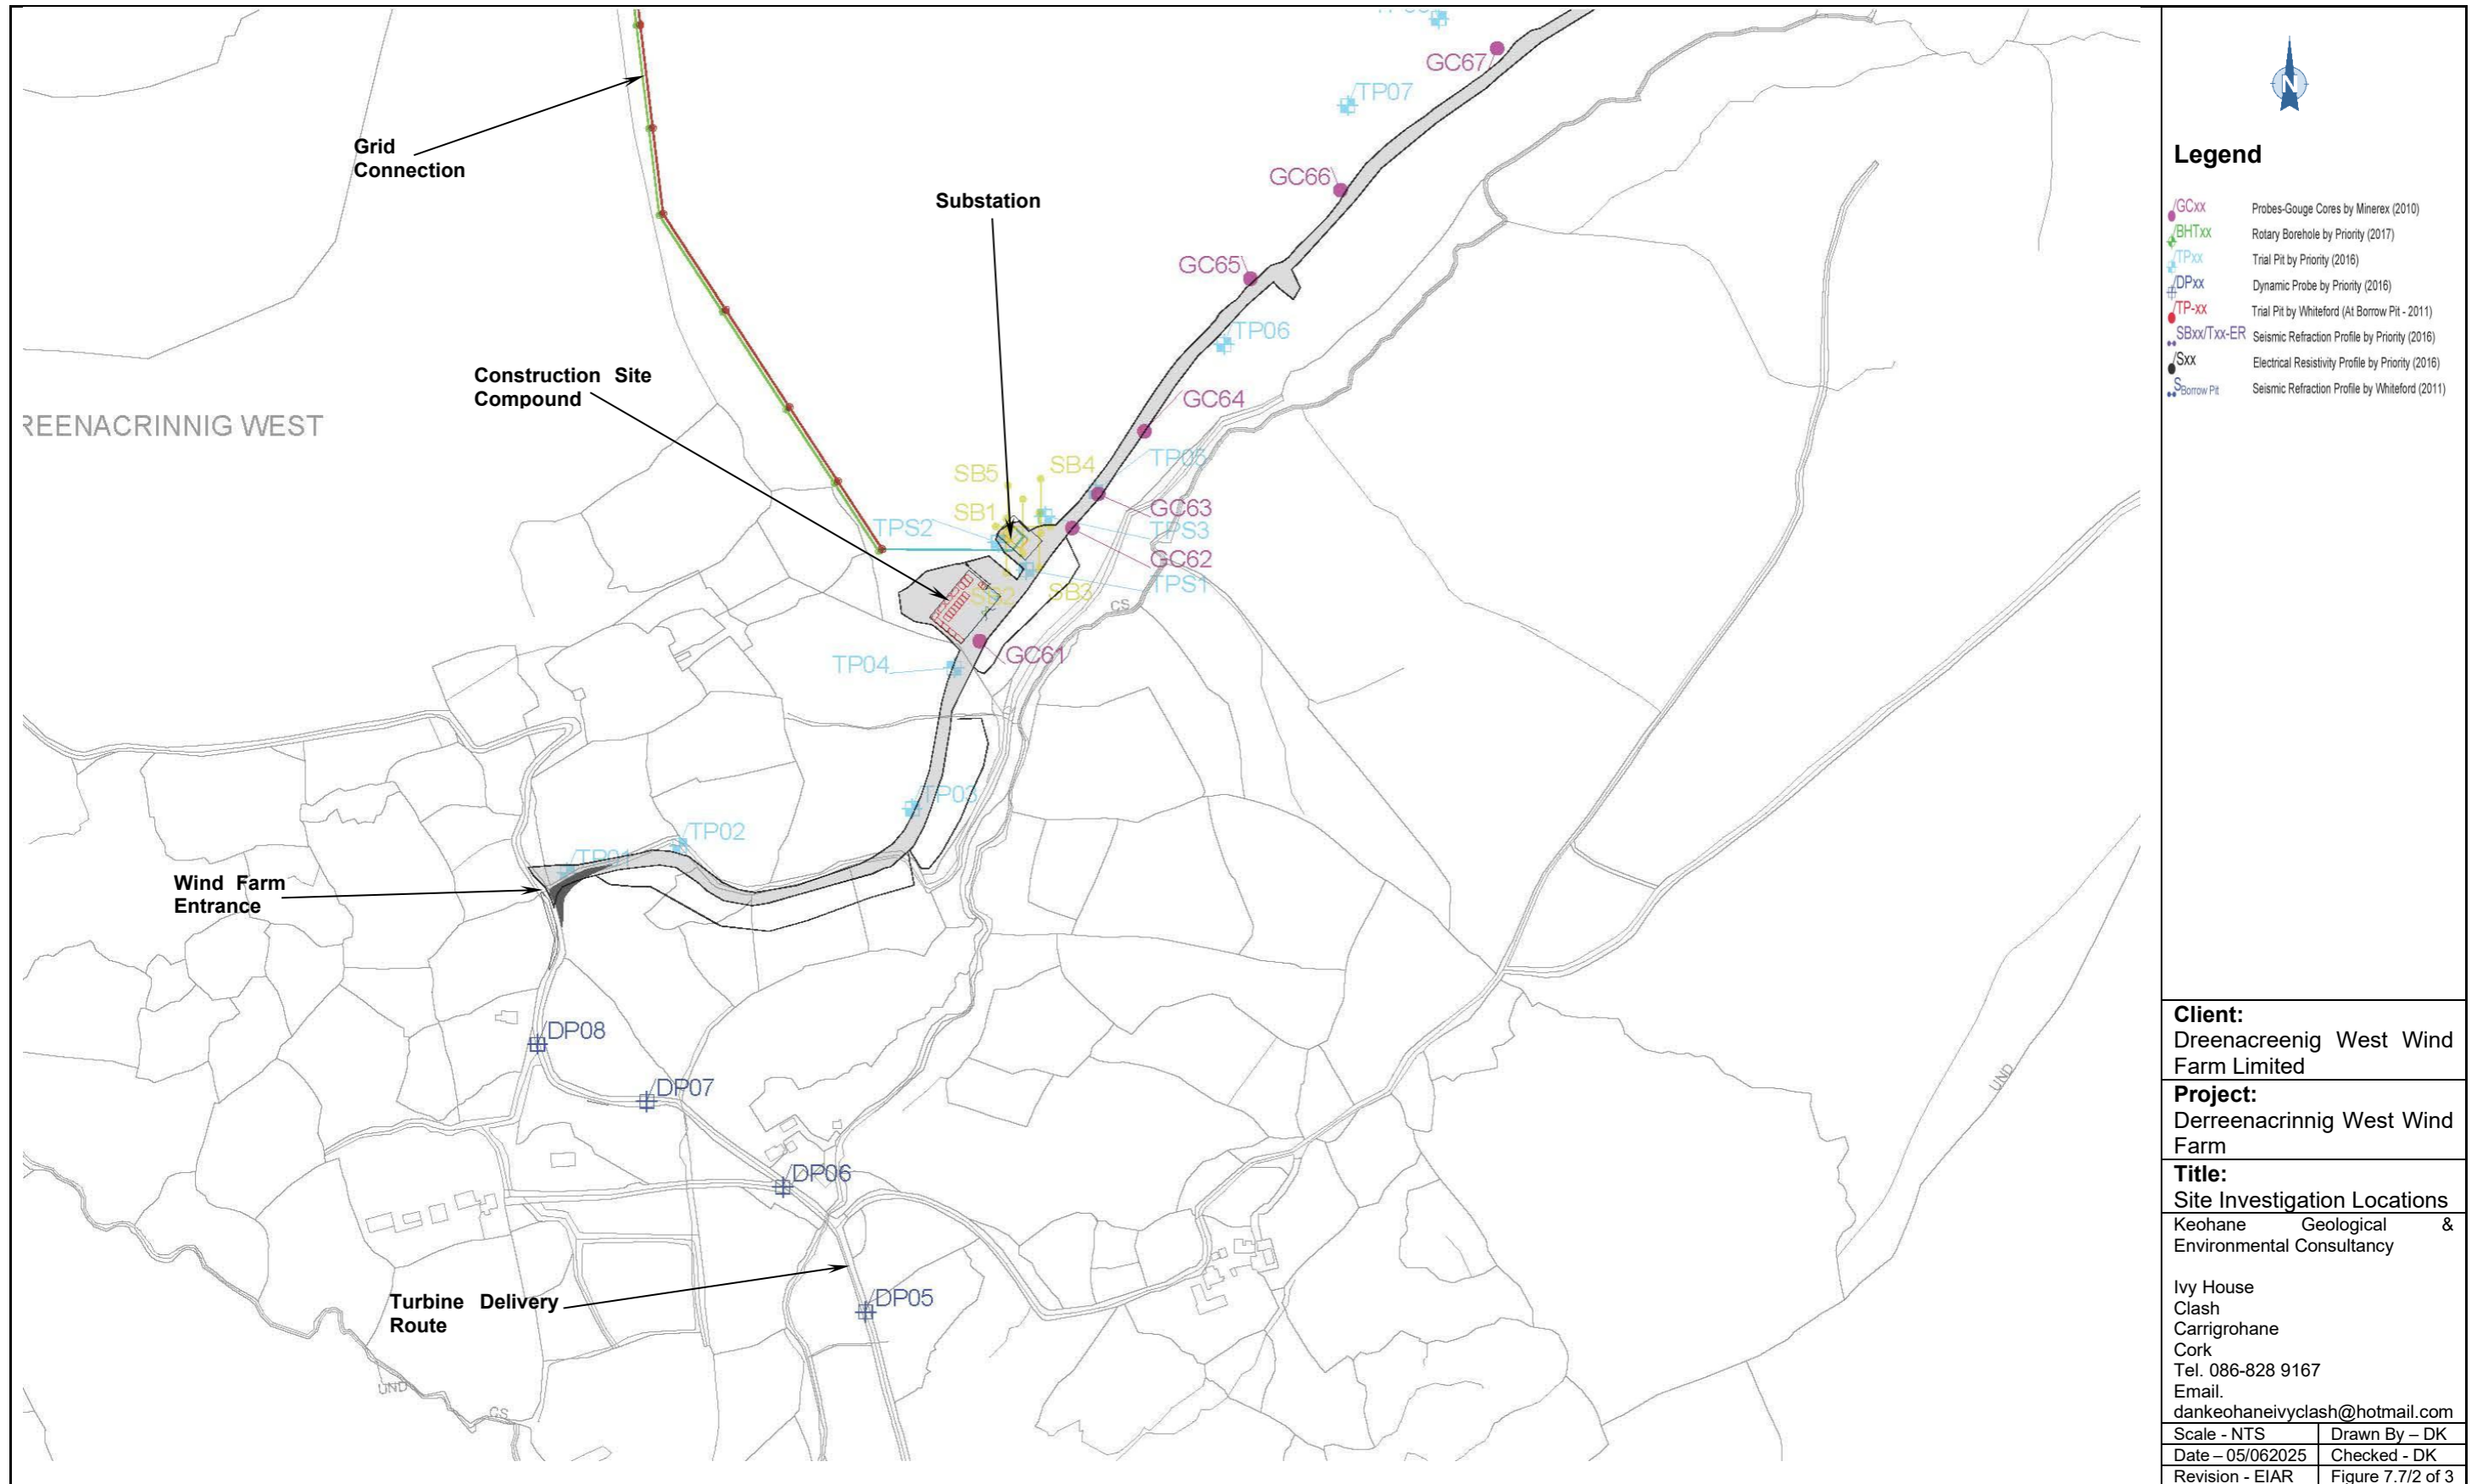 GC67
TP07
Grid
Connection
GC66
Substation
GC65
TP06
Construction Site
Compound
GC64
REENACRINNIG WEST
TP05
SB5
SB4
GC63
SB1
TPS2
TPS3
GC62
TPS1
SB2
SB3
CS
GC61
TP04
TP03
TP02
TP01
Wind Farm
Entrance
DP08
DP07
UND
DP06
Turbine Delivery
Route
DP05
UND
CS
N
Legend
GCxx Probes-Gouge Cores by Minerex (2010)
BHTxx Rotary Borehole by Priority (2017)
TPxx Trial Pit by Priority (2016)
DPxx Dynamic Probe by Priority (2016)
TP-xx Trial Pit by Whiteford (At Borrow Pit - 2011)
SBxx/Txx-ER Seismic Refraction Profile by Priority (2016)
Sxx Electrical Resistivity Profile by Priority (2016)
SBorrow Pit Seismic Refraction Profile by Whiteford (2011)
Client:
Dreenacreenig West Wind
Farm Limited
Project:
Derreenacrinnig West Wind
Farm
Title:
Site Investigation Locations
Keohane Geological &
Environmental Consultancy
Ivy House
Clash
Carrigrohane
Cork
Tel. 086-828 9167
Email.
dankeohaneivyclash@hotmail.com
Scale - NTS Drawn By – DK
Date – 05/062025 Checked - DK
Revision - EIAR Figure 7.7/2 of 3